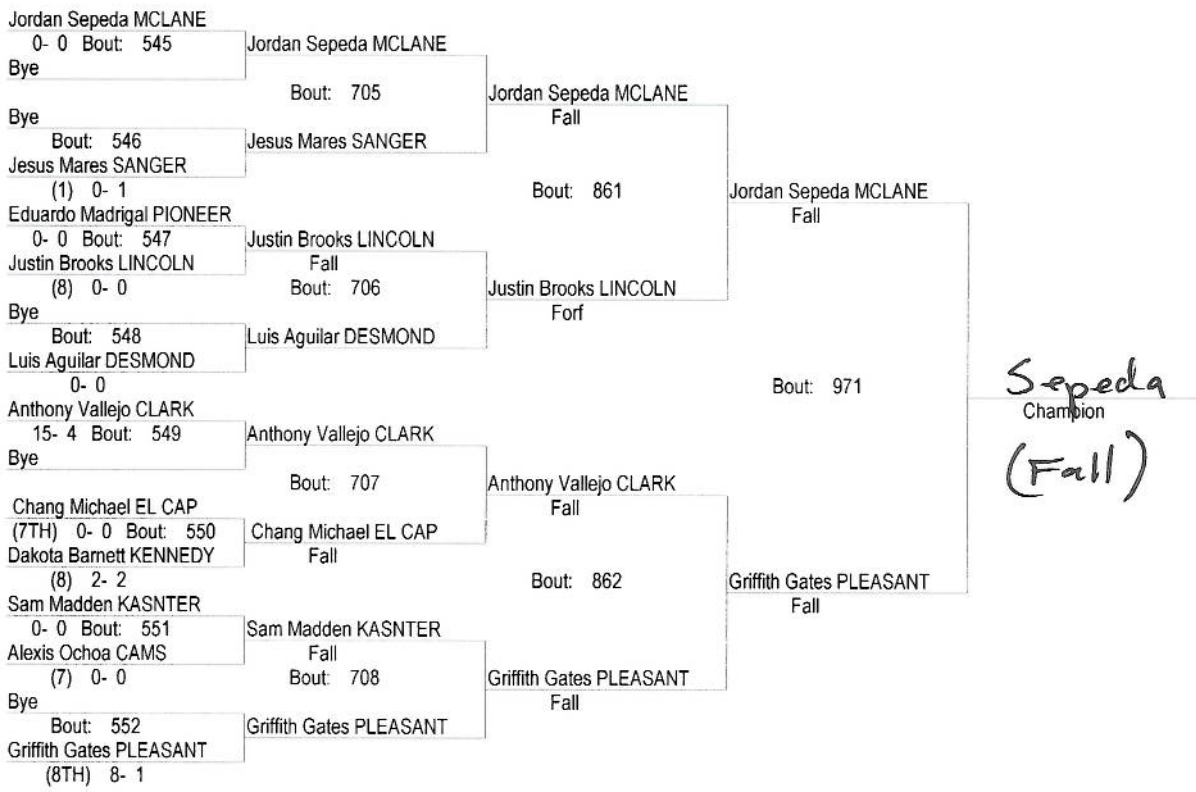 Jordan Sepeda MCLANE
0- 0 Bout: 545
Bye
Bye
Bout: 546
Jesus Mares SANGER
(1) 0- 1
Eduardo Madrigal PIONEER
0- 0 Bout: 547
Justin Brooks LINCOLN
(8) 0- 0
Bye
Bout: 548
Luis Aguilar DESMOND
0- 0
Anthony Vallejo CLARK
15- 4 Bout: 549
Bye
Chang Michael EL CAP
(7TH) 0- 0 Bout: 550
Dakota Barnett KENNEDY
(8) 2- 2
Sam Madden KASNTER
0- 0 Bout: 551
Alexis Ochoa CAMS
(7) 0- 0
Bye
Bout: 552
Griffith Gates PLEASANT
(8TH) 8- 1
Jordan Sepeda MCLANE
Bout: 705
Jesus Mares SANGER
Justin Brooks LINCOLN
Fall
Bout: 706
Luis Aguilar DESMOND
Anthony Vallejo CLARK
Bout: 707
Chang Michael EL CAP
Fall
Sam Madden KASNTER
Fall
Bout: 708
Griffith Gates PLEASANT
Jordan Sepeda MCLANE
Fall
Bout: 861
Justin Brooks LINCOLN
Forf
Anthony Vallejo CLARK
Fall
Bout: 862
Griffith Gates PLEASANT
Fall
Jordan Sepeda MCLANE
Fall
Bout: 971
Griffith Gates PLEASANT
Fall
Sepeda
Champion
(Fall)